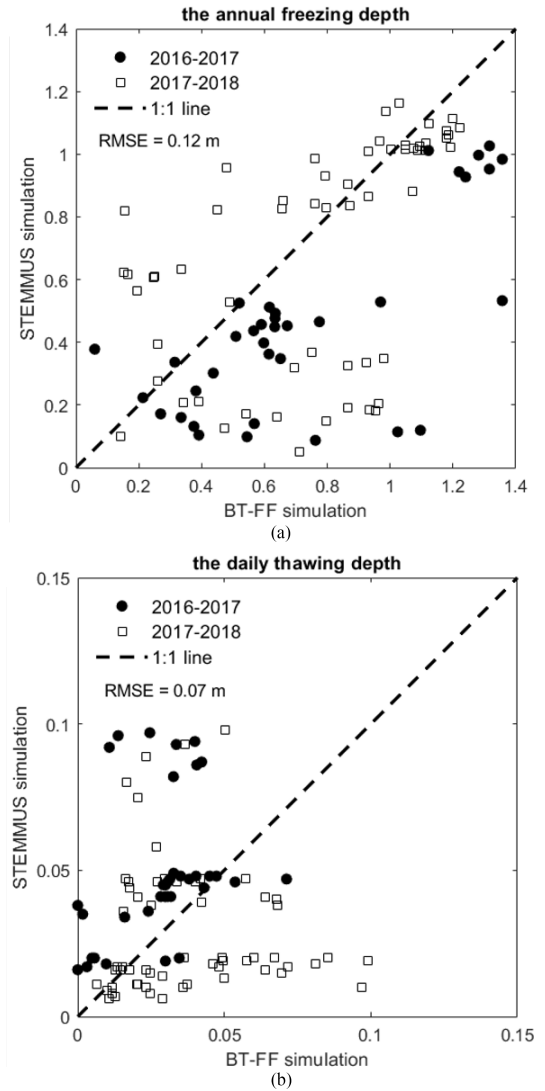 the annual freezing depth
1.4
2016-2017
2017-2018
1:1 line
RMSE = 0.12 m
1.2
1
0.8
0.6
0.4
0.2
0
STEMMUS simulation
0 0.2 0.4 0.6 0.8 1 1.2 1.4
BT-FF simulation
(a)
the daily thawing depth
0.15
2016-2017
2017-2018
1:1 line
RMSE = 0.07 m
0.1
0.05
0
STEMMUS simulation
0 0.05 0.1 0.15
BT-FF simulation
(b)